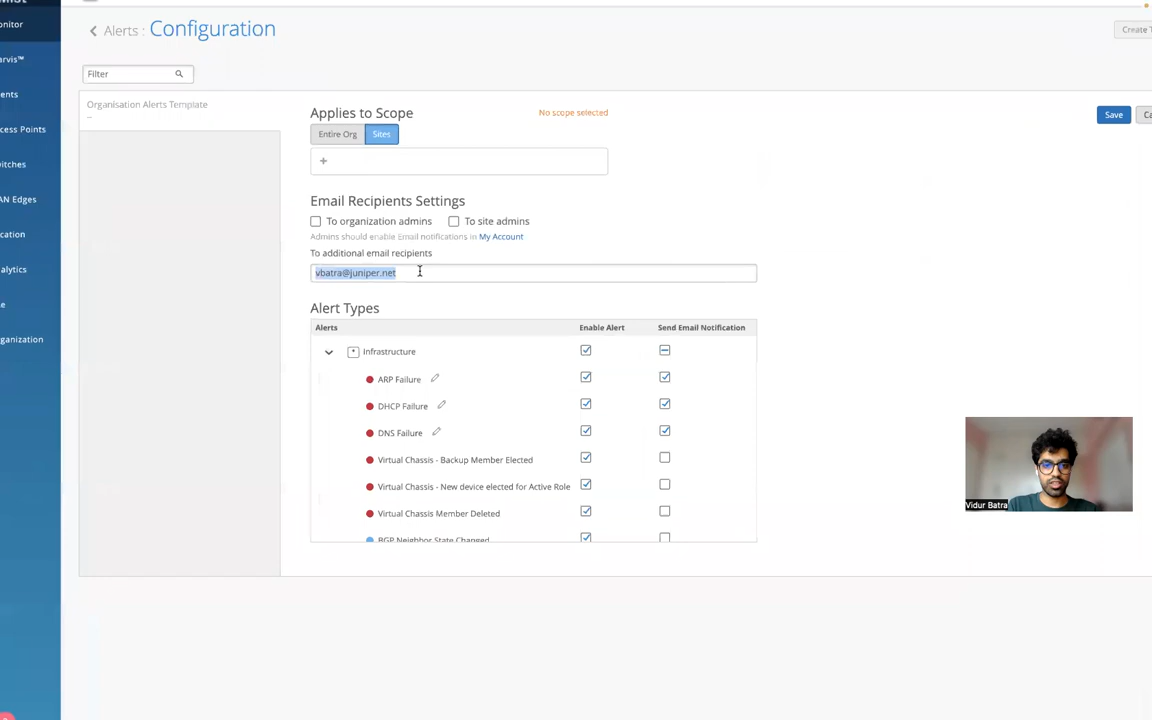 onitor
Alerts : Configuration
Create T
arvis™
Filter
ents
Organisation Alerts Template
--
Applies to Scope
No scope selected
Save
Ca
ccess Points
Entire Org
Sites
+
itches
AN Edges
Email Recipients Settings
To organization admins
To site admins
cation
Admins should enable Email notifications in My Account
To additional email recipients
alytics
vbatra@juniper.net
e
Alert Types
Alerts
Enable Alert
Send Email Notification
ganization
Infrastructure
ARP Failure
DHCP Failure
DNS Failure
Virtual Chassis - Backup Member Elected
Virtual Chassis - New device elected for Active Role
Virtual Chassis Member Deleted
Vidur Batra
BGP Neighbor State Changed